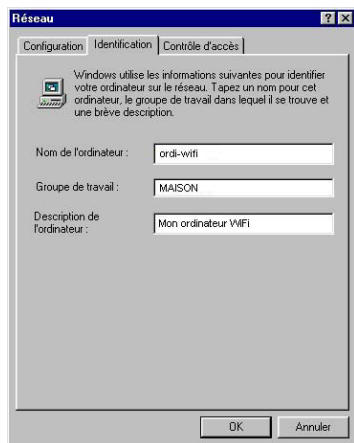 Réseau
Configuration Identification Contrôle d'accès
Windows utilise les informations suivantes pour identifier
votre ordinateur sur le réseau. Tapez un nom pour cet
ordinateur, le groupe de travail dans lequel il se trouve et
une brève description.
Nom de l'ordinateur : ordi-wifi
Groupe de travail : MAISON
Description de
l'ordinateur : Mon ordinateur WiFi
OK Annuler